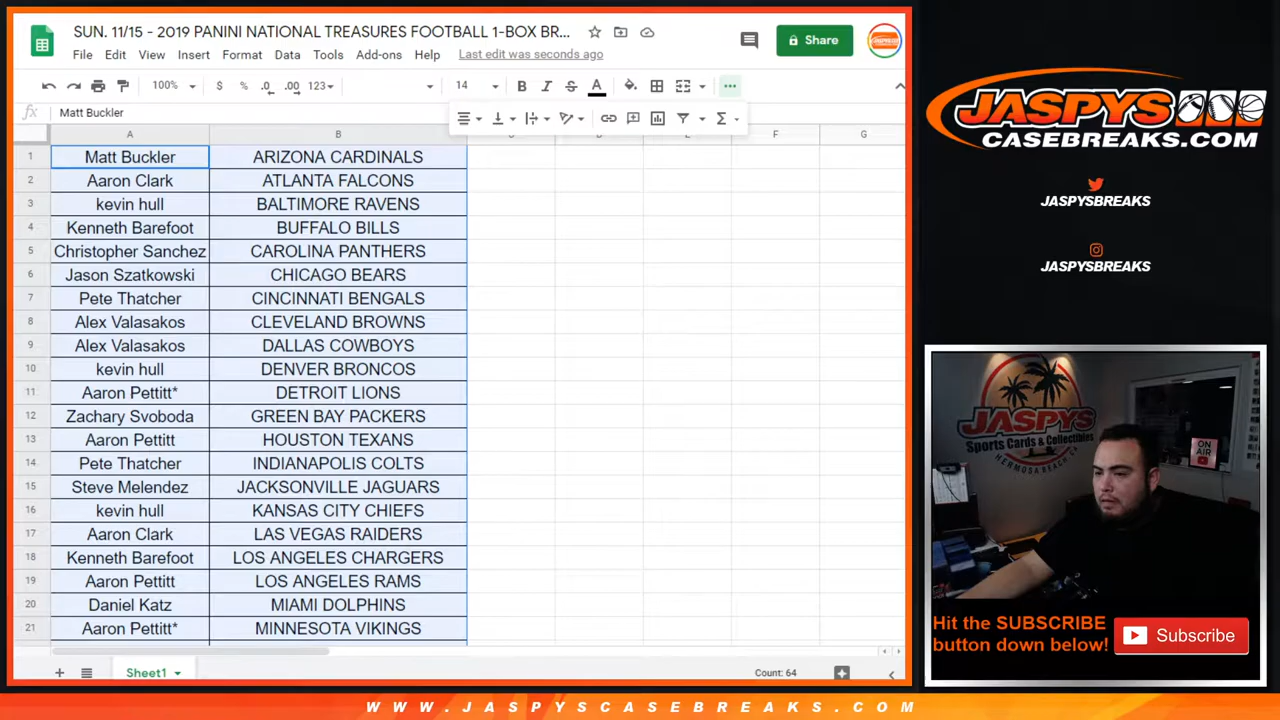 SUN. 11/15 - 2019 PANINI NATIONAL TREASURES FOOTBALL 1-BOX BR...
File Edit View Insert Format Data Tools Add-ons Help Last edit was seconds ago
Share
100% $ % .0 .00 123 14 B I S A
fx Matt Buckler
A B C D E F G
1 Matt Buckler ARIZONA CARDINALS
2 Aaron Clark ATLANTA FALCONS
3 kevin hull BALTIMORE RAVENS
4 Kenneth Barefoot BUFFALO BILLS
5 Christopher Sanchez CAROLINA PANTHERS
6 Jason Szatkowski CHICAGO BEARS
7 Pete Thatcher CINCINNATI BENGALS
8 Alex Valasakos CLEVELAND BROWNS
9 Alex Valasakos DALLAS COWBOYS
10 kevin hull DENVER BRONCOS
11 Aaron Pettitt* DETROIT LIONS
12 Zachary Svoboda GREEN BAY PACKERS
13 Aaron Pettitt HOUSTON TEXANS
14 Pete Thatcher INDIANAPOLIS COLTS
15 Steve Melendez JACKSONVILLE JAGUARS
16 kevin hull KANSAS CITY CHIEFS
17 Aaron Clark LAS VEGAS RAIDERS
18 Kenneth Barefoot LOS ANGELES CHARGERS
19 Aaron Pettitt LOS ANGELES RAMS
20 Daniel Katz MIAMI DOLPHINS
21 Aaron Pettitt* MINNESOTA VIKINGS
Sheet1
Count: 64
JASPYS
CASEBREAKS.COM
JASPYSBREAKS
JASPYSBREAKS
JASPYS
Sports Cards & Collectibles
HERMOSA BEACH, CA
ON
AIR
Hit the SUBSCRIBE
button down below!
Subscribe
WWW.JASPYSCASEBREAKS.COM